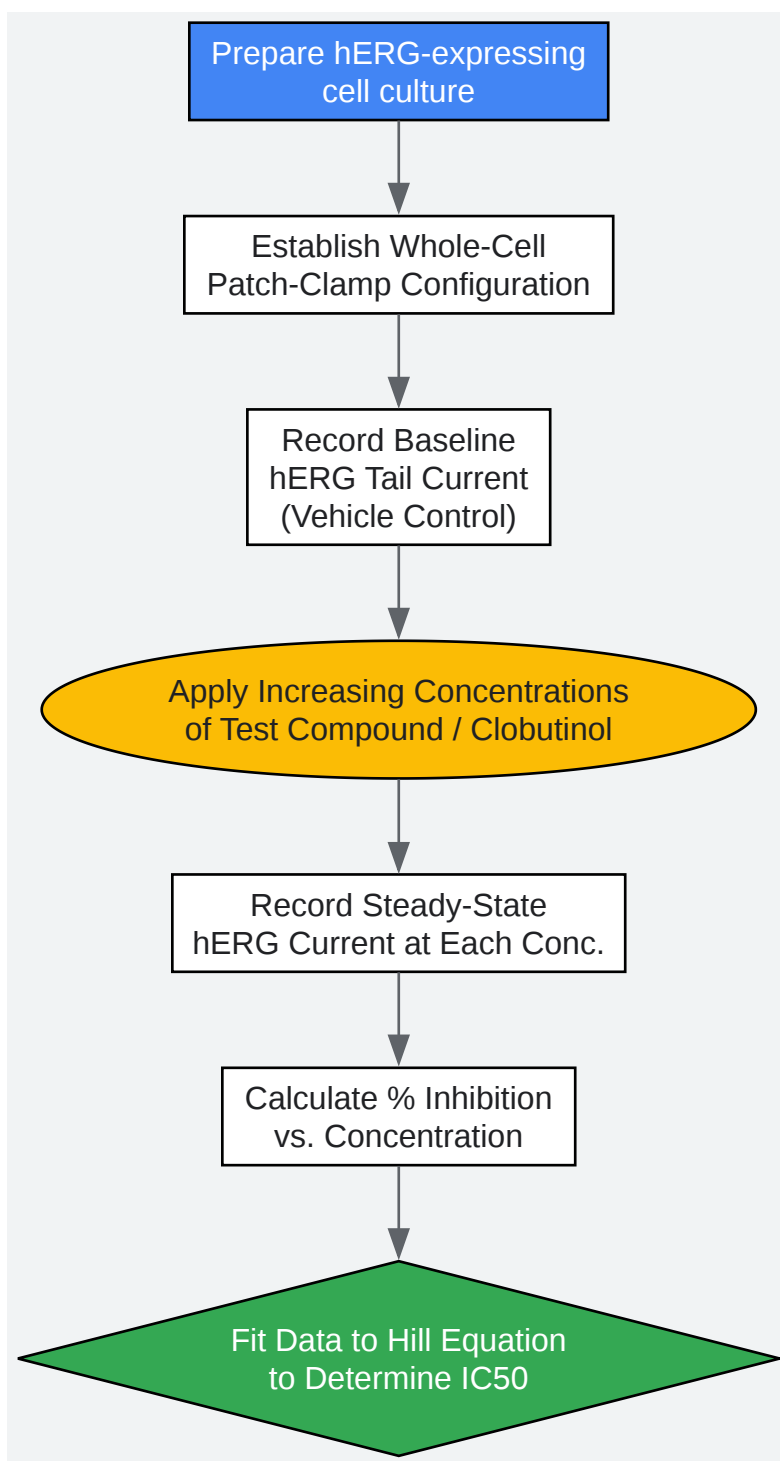 Prepare hERG-expressing
cell culture
Establish Whole-Cell
Patch-Clamp Configuration
Record Baseline
hERG Tail Current
(Vehicle Control)
Apply Increasing Concentrations
of Test Compound / Clobutinol
Record Steady-State
hERG Current at Each Conc.
Calculate % Inhibition
vs. Concentration
Fit Data to Hill Equation
to Determine IC50